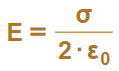 E = σ / 2 · ε₀